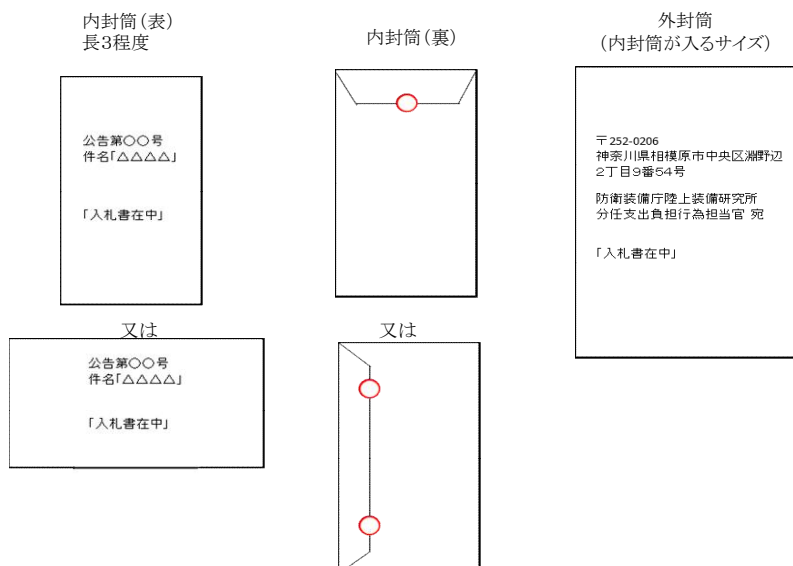 内封筒（表）
長3程度
公告第〇〇号
件名「△△△△」
「入札書在中」
又は
公告第〇〇号
件名「△△△△」
「入札書在中」
内封筒（裏）
又は
外封筒
（内封筒が入るサイズ）
〒252-0206
神奈川県相模原市中央区淵野辺
2丁目9番54号
防衛装備庁陸上装備研究所
分任支出負担行為担当官 宛
「入札書在中」